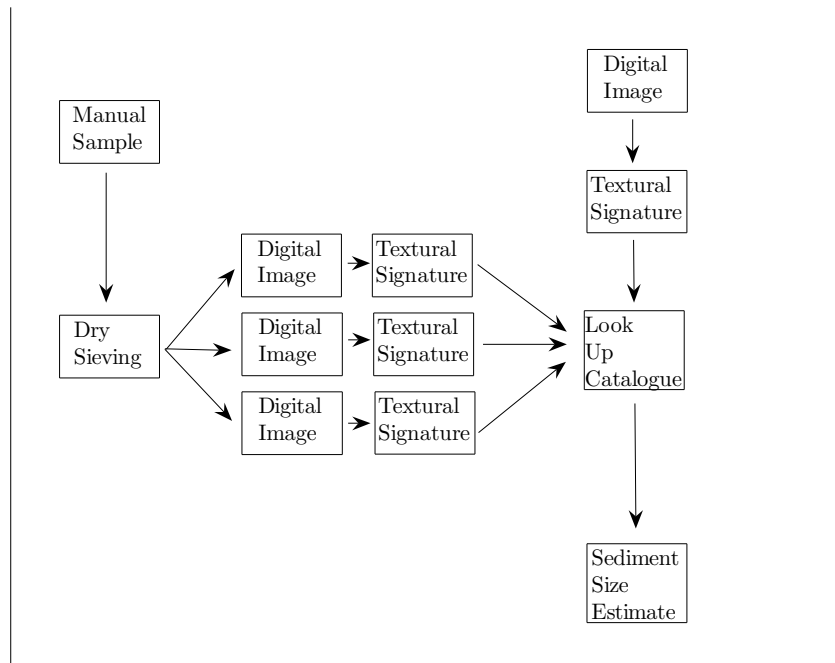 Manual
Sample
Dry
Sieving
Digital
Image
Textural
Signature
Digital
Image
Textural
Signature
Digital
Image
Textural
Signature
Digital
Image
Textural
Signature
Look
Up
Catalogue
Sediment
Size
Estimate